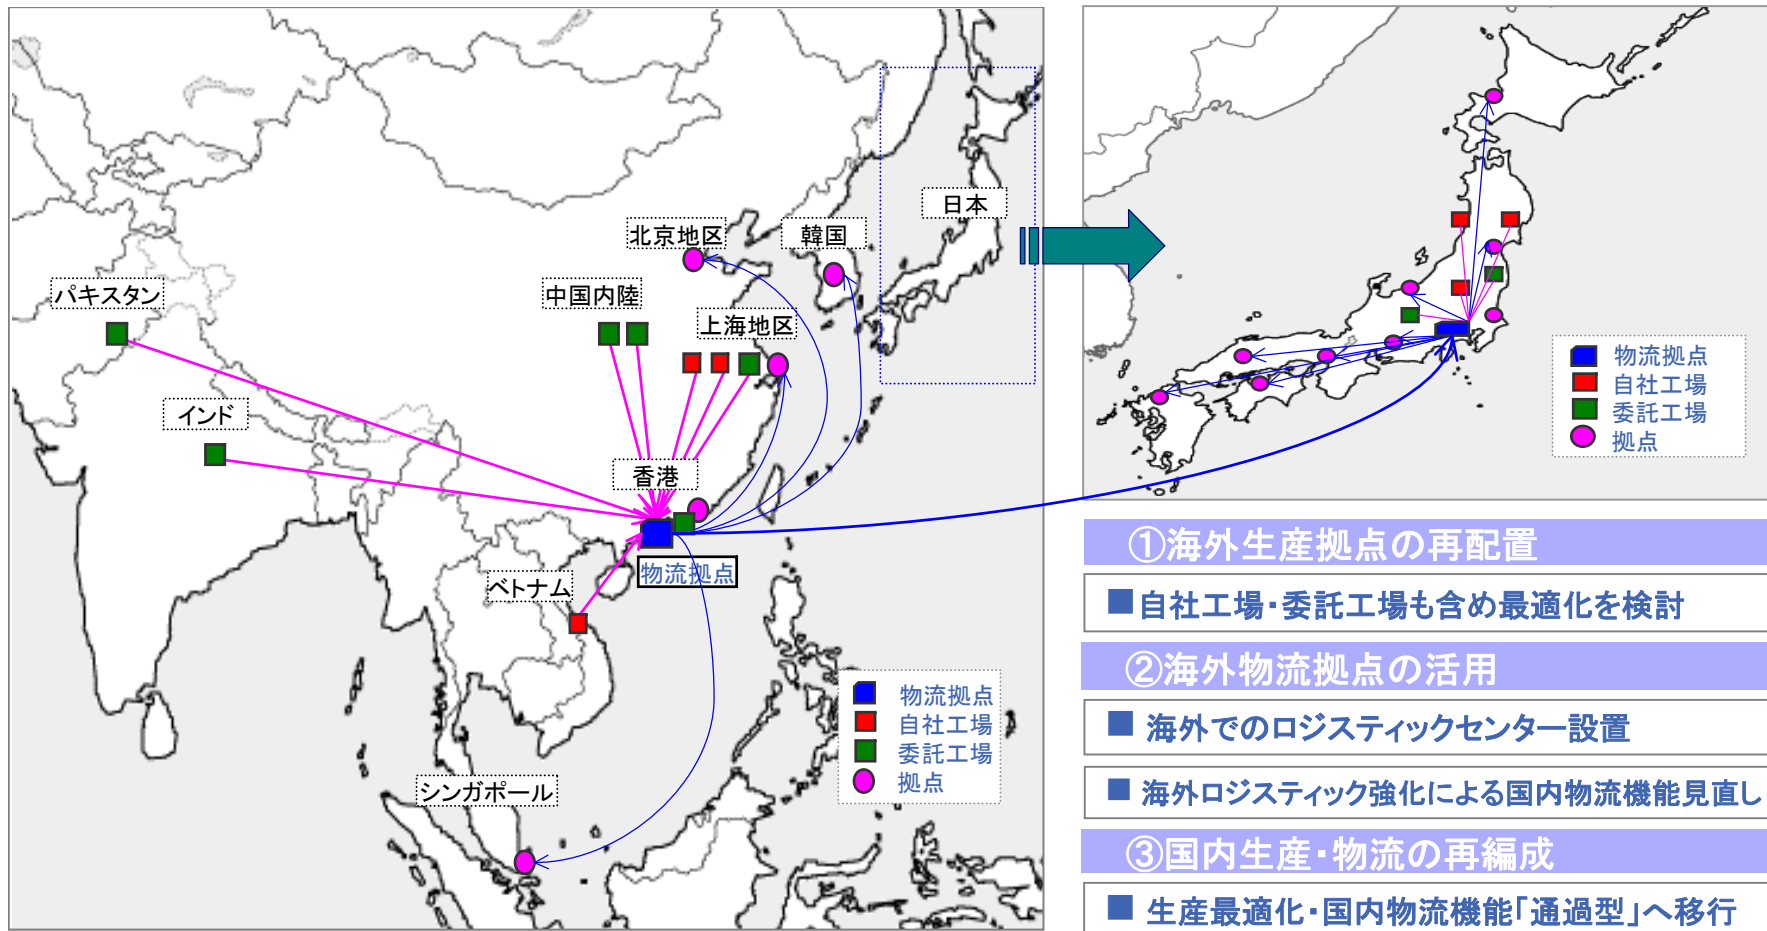 日本
北京地区
韓国
パキスタン
中国内陸
上海地区
インド
香港
物流拠点
ベトナム
シンガポール
物流拠点
自社工場
委託工場
拠点
物流拠点
自社工場
委託工場
拠点
①海外生産拠点の再配置
■自社工場・委託工場も含め最適化を検討
②海外物流拠点の活用
■ 海外でのロジスティックセンター設置
■ 海外ロジスティック強化による国内物流機能見直し
③国内生産・物流の再編成
■ 生産最適化・国内物流機能「通過型」へ移行